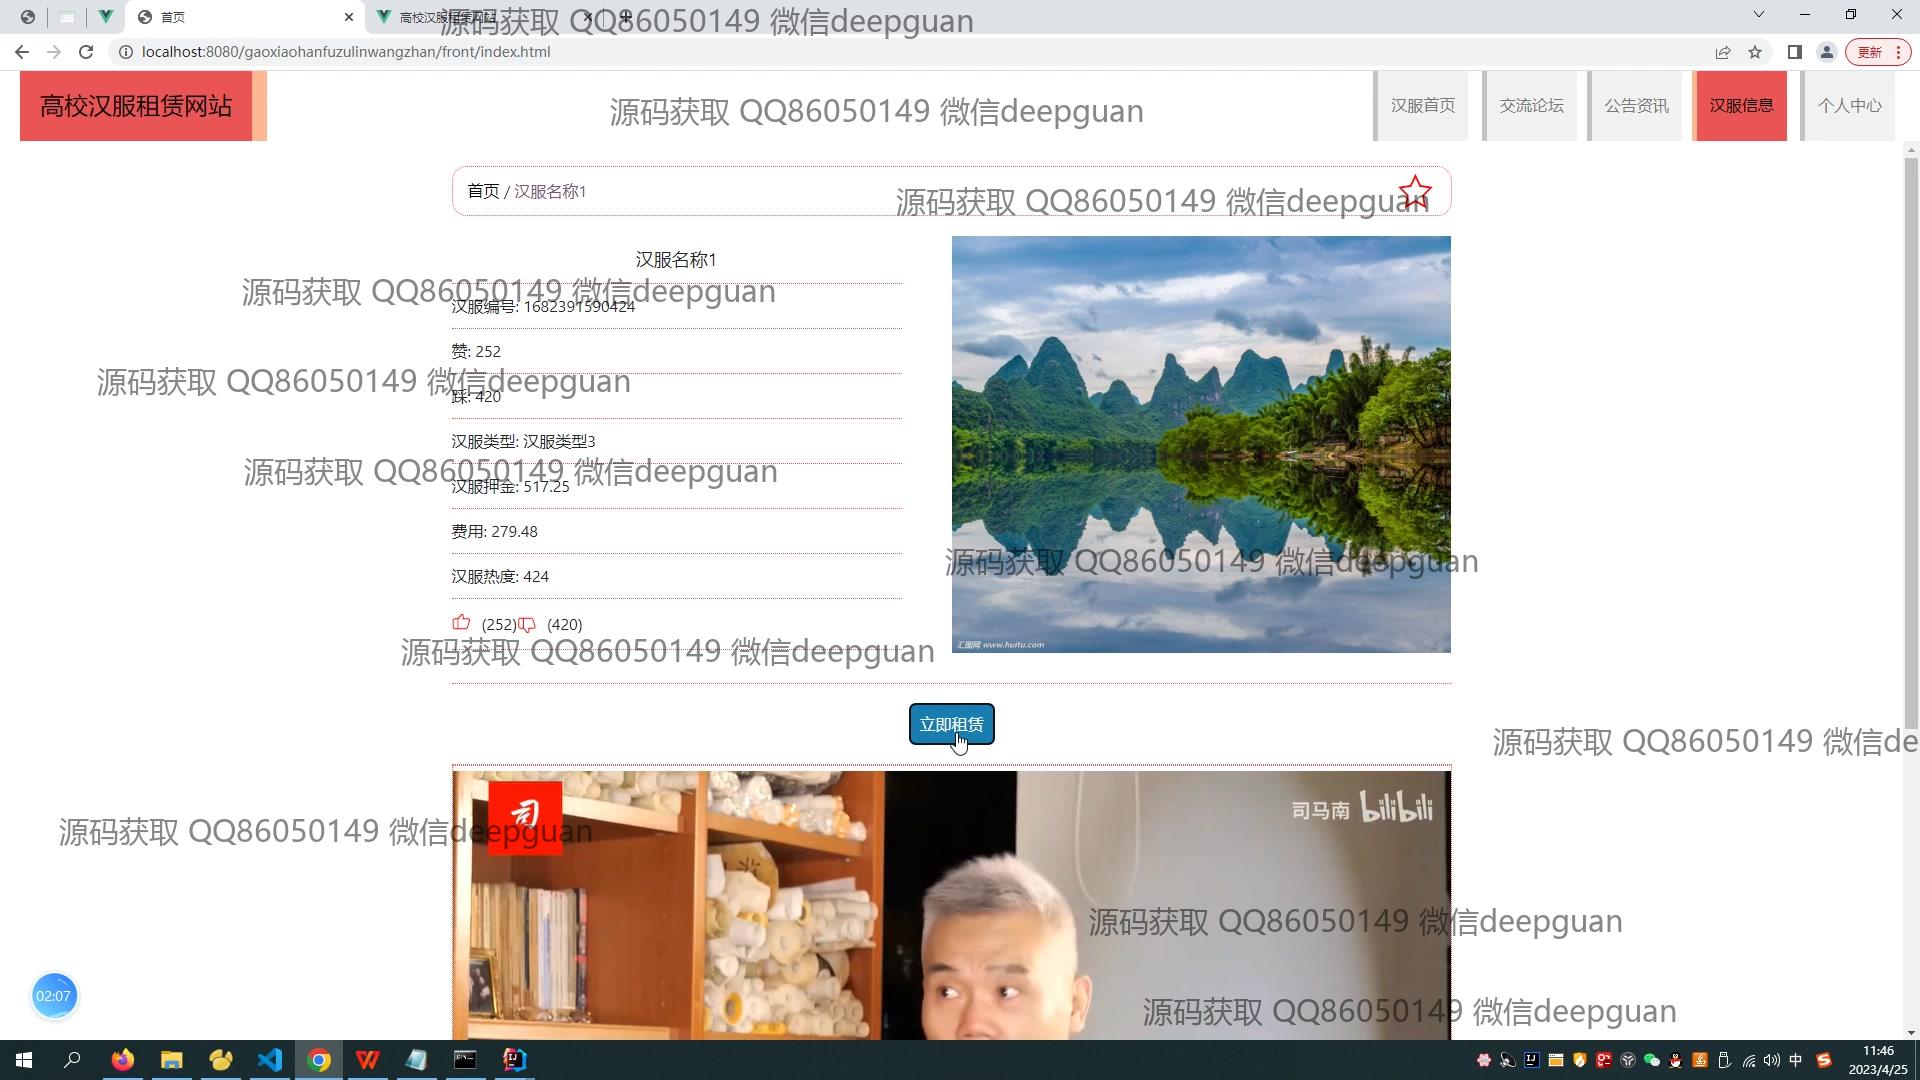 首页
高校汉服租赁网站
源码获取 QQ86050149 微信deepguan
localhost:8080/gaoxiaohanfuzulinwangzhan/front/index.html
更新
高校汉服租赁网站
源码获取 QQ86050149 微信deepguan
汉服首页
交流论坛
公告资讯
汉服信息
个人中心
首页 / 汉服名称1
源码获取 QQ86050149 微信deepguan
汉服名称1
源码获取 QQ86050149 微信deepguan
汉服编号: 1682391590424
赞: 252
源码获取 QQ86050149 微信deepguan
踩: 420
汉服类型: 汉服类型3
源码获取 QQ86050149 微信deepguan
汉服押金: 517.25
费用: 279.48
源码获取 QQ86050149 微信deepguan
汉服热度: 424
(252) (420)
汇图网 www.huitu.com
源码获取 QQ86050149 微信deepguan
立即租赁
源码获取 QQ86050149 微信de
司
司马南 bilibili
源码获取 QQ86050149 微信deepguan
源码获取 QQ86050149 微信deepguan
02:07
源码获取 QQ86050149 微信deepguan
中
11:46
2023/4/25